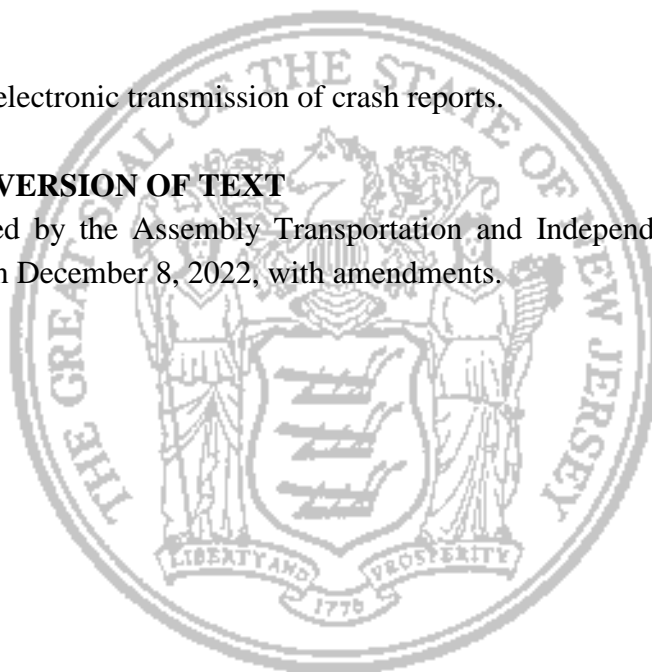 electronic transmission of crash reports.
VERSION OF TEXT
ed by the Assembly Transportation and Independ
n December 8, 2022, with amendments.
THE GREAT SEAL OF THE STATE OF NEW JERSEY
LIBERTY AND PROSPERITY
1776